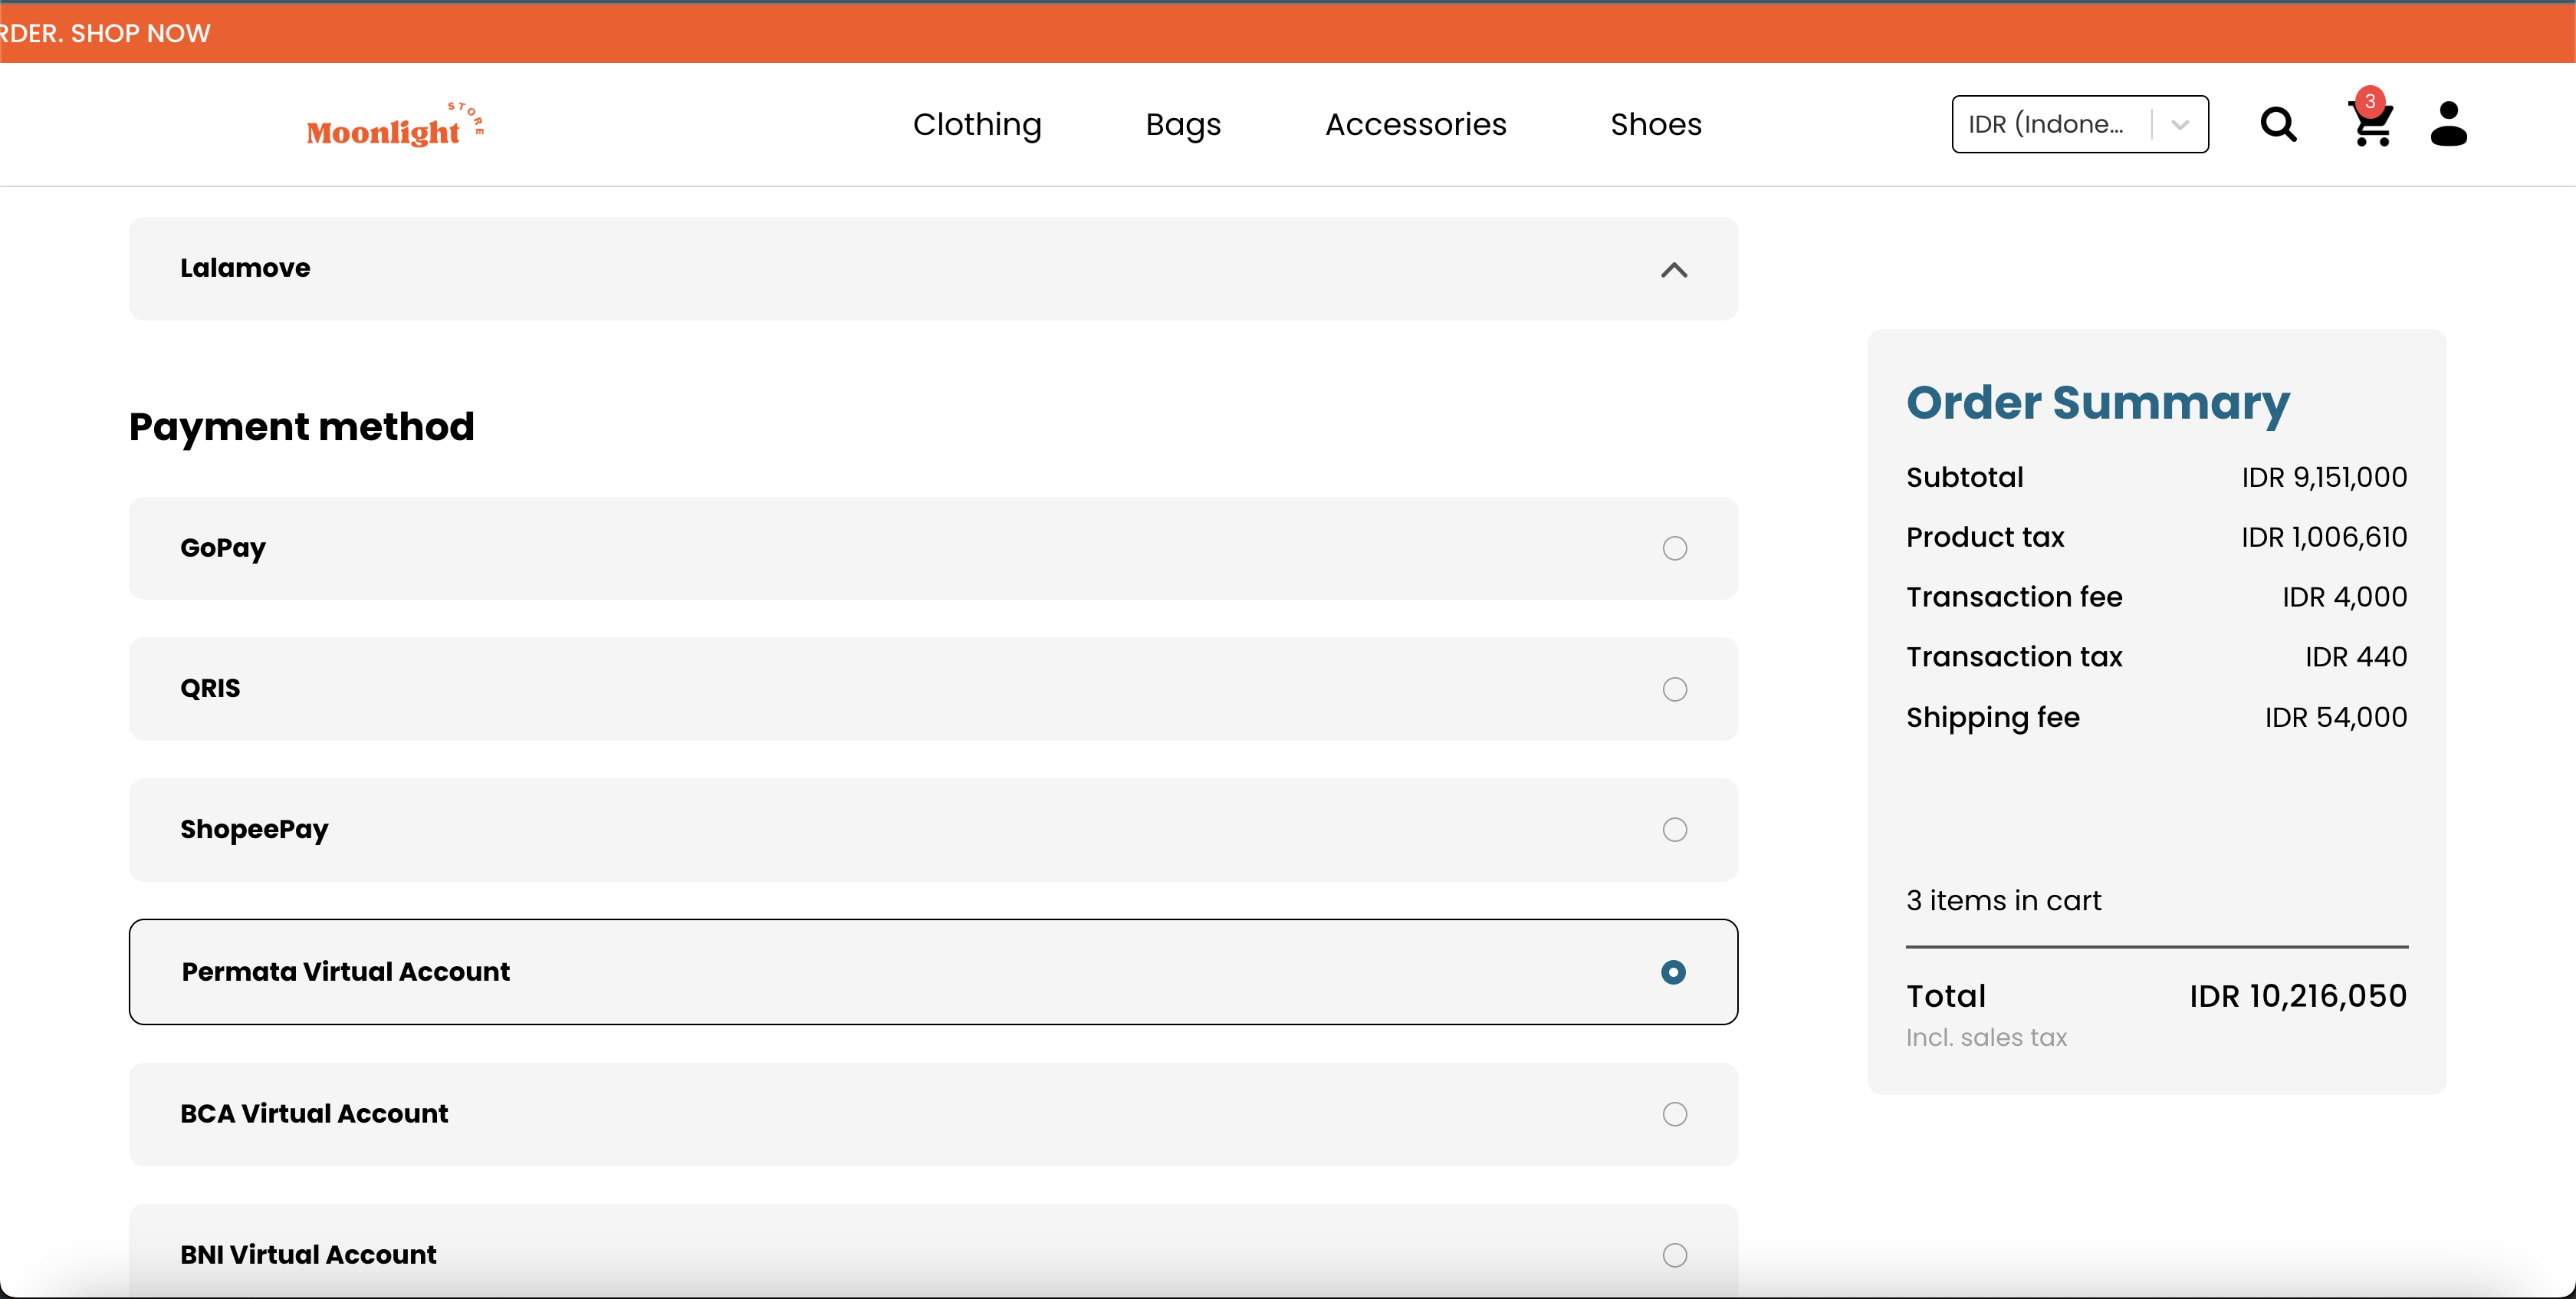 RDER. SHOP NOW
Moonlight STORE
Clothing
Bags
Accessories
Shoes
IDR (Indone...
3
Lalamove
Payment method
GoPay
QRIS
ShopeePay
Permata Virtual Account
BCA Virtual Account
BNI Virtual Account
Order Summary
Subtotal IDR 9,151,000
Product tax IDR 1,006,610
Transaction fee IDR 4,000
Transaction tax IDR 440
Shipping fee IDR 54,000
3 items in cart
Total IDR 10,216,050
Incl. sales tax